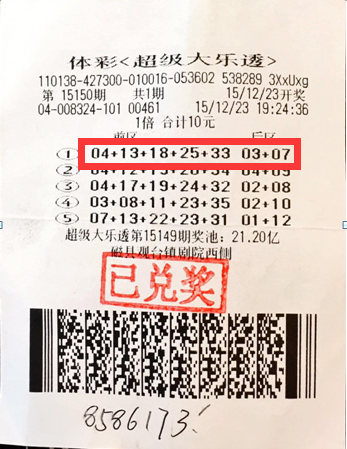 体彩<超级大乐透>
110138-427300-010016-053602 538289 3XxUxg
第 15150期 共1期 15/12/23开奖
04-008324-101 00461 15/12/23 19:24:36
1倍 合计10元
前区 后区
① 04+13+18+25+33 03+07
② 04+12+15+28+34 04+09
③ 04+17+19+24+32 02+08
④ 03+08+11+23+35 02+10
⑤ 07+13+22+23+31 01+12
超级大乐透第15149期奖池: 21.20亿
磁县观台镇剧院西侧
已兑奖
8586173.